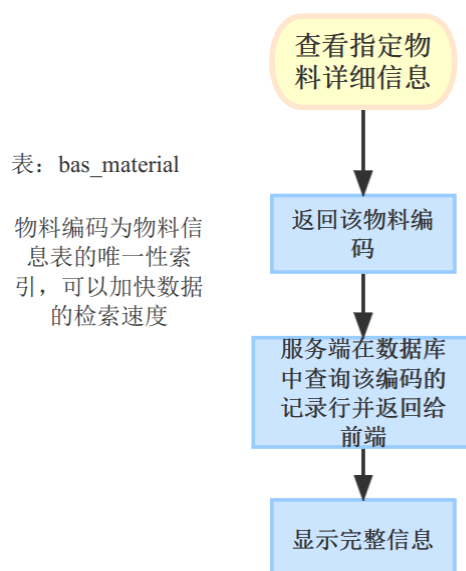 查看指定物
料详细信息
表：bas_material
物料编码为物料信
息表的唯一性索
引，可以加快数据
的检索速度
返回该物料编
码
服务端在数据库
中查询该编码的
记录行并返回给
前端
显示完整信息